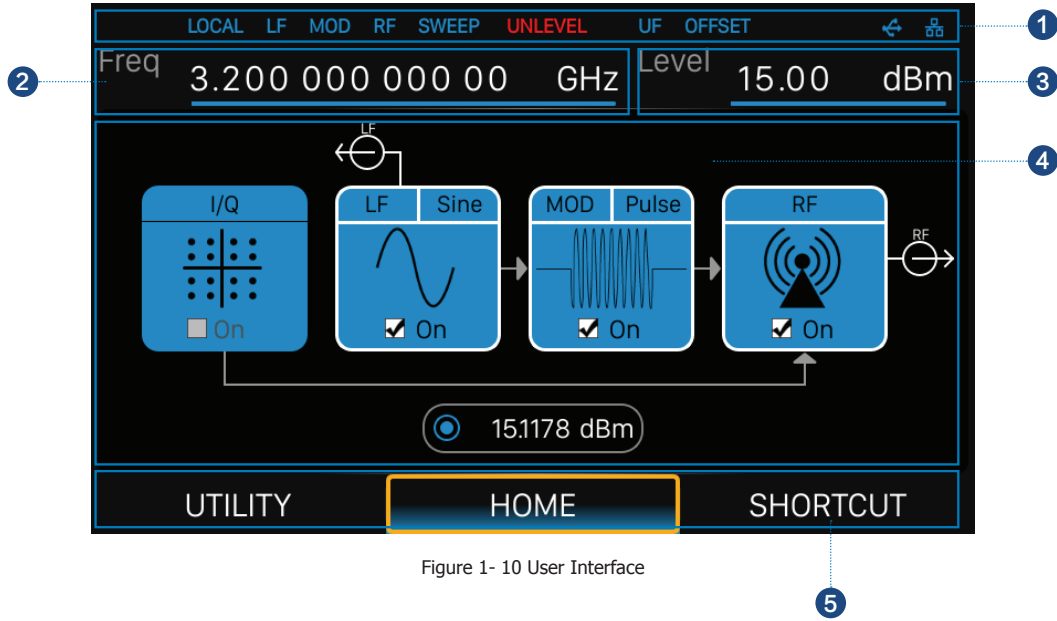 LOCAL LF MOD RF SWEEP UNLEVEL UF OFFSET
1
2
Freq 3.200 000 000 00 GHz
Level 15.00 dBm
3
4
LF
I/Q
LF Sine
MOD Pulse
RF
RF
On
On
On
On
15.1178 dBm
UTILITY HOME SHORTCUT
Figure 1- 10 User Interface
5